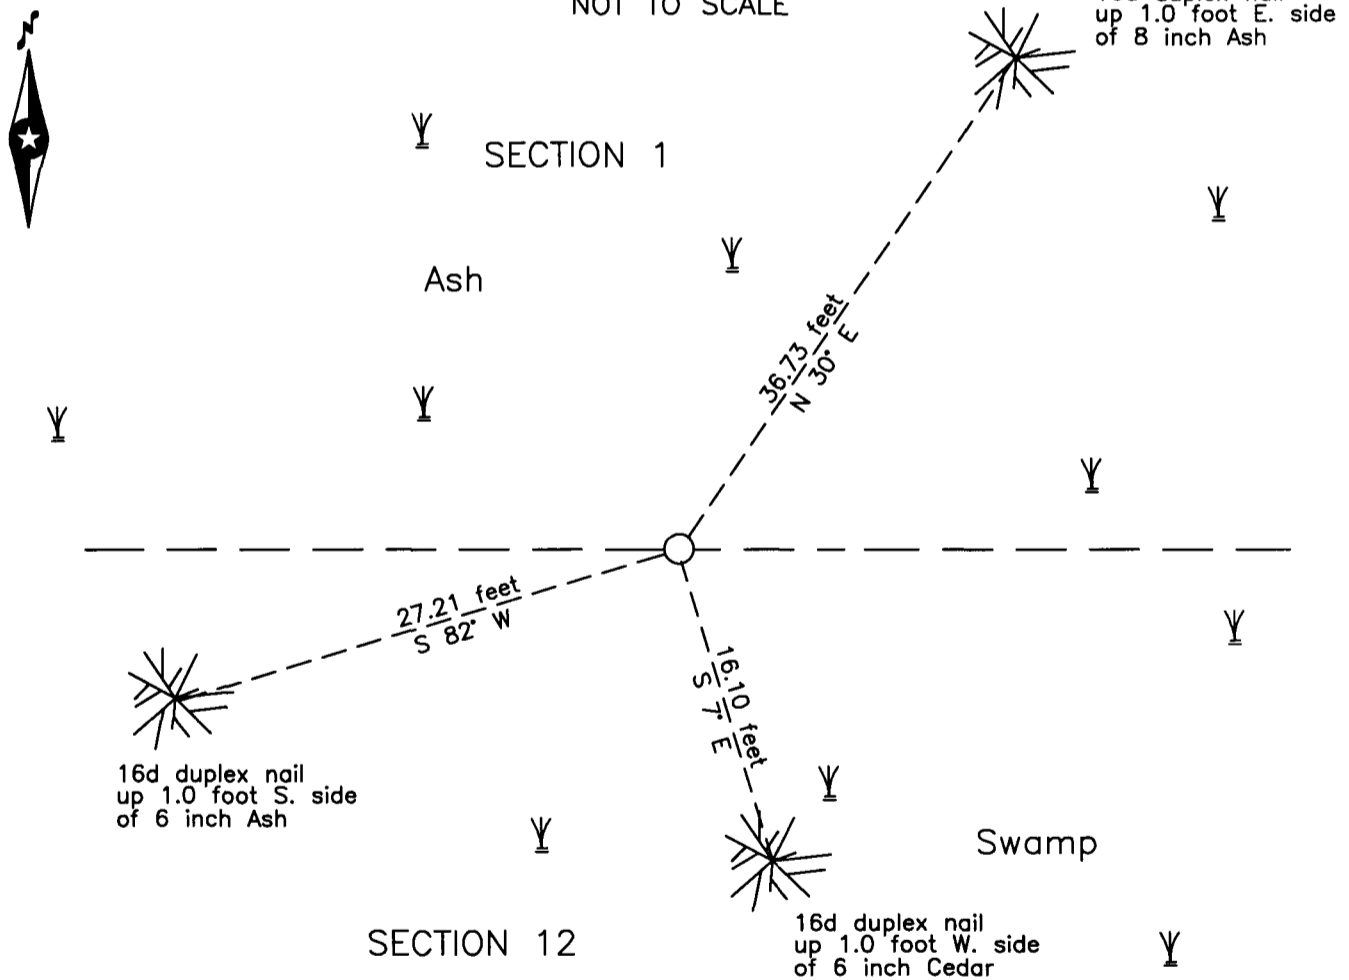 NOT TO SCALE
up 1.0 foot E. side
of 8 inch Ash
N
SECTION 1
Ash
36.73 feet
N 30° E
27.21 feet
S 82° W
16.10 feet
S 7° E
16d duplex nail
up 1.0 foot S. side
of 6 inch Ash
Swamp
SECTION 12
16d duplex nail
up 1.0 foot W. side
of 6 inch Cedar